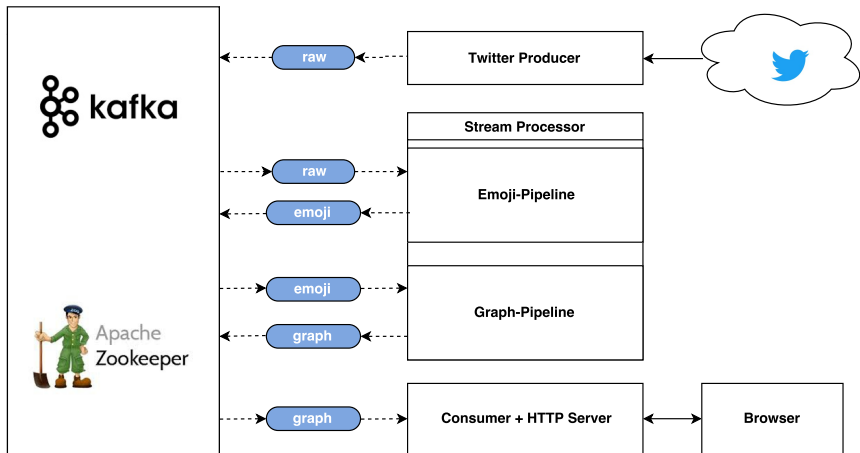 raw
Twitter Producer
kafka
Stream Processor
raw
Emoji-Pipeline
emoji
emoji
Graph-Pipeline
graph
Apache
Zookeeper
graph
Consumer + HTTP Server
Browser